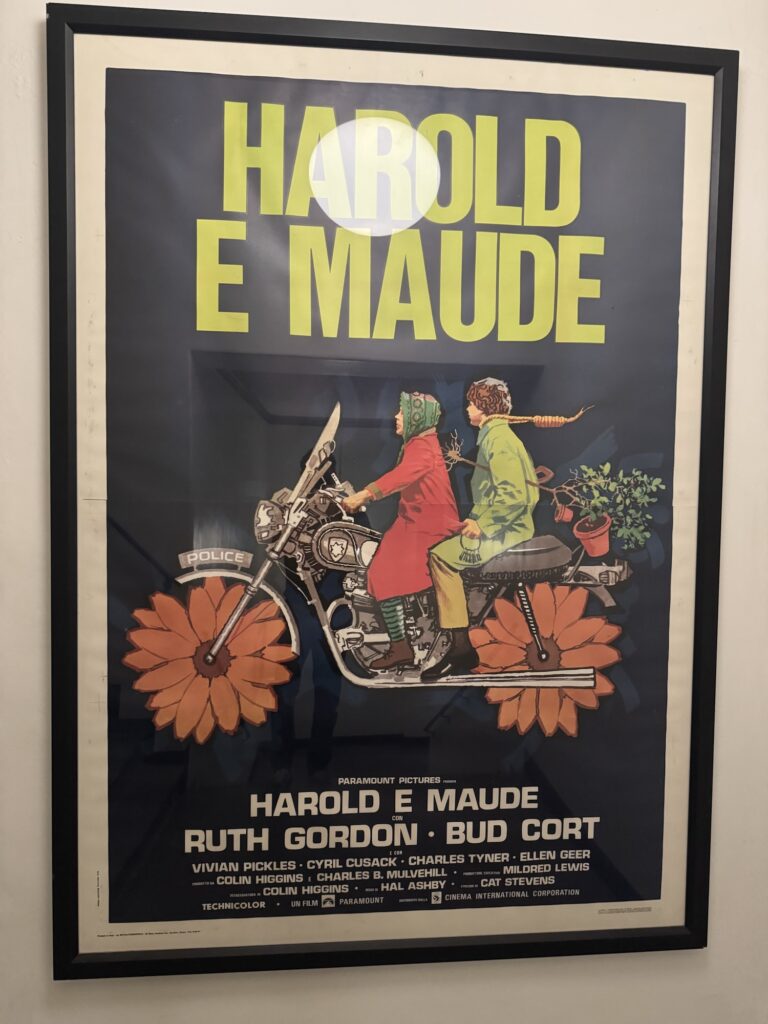 HAROLD
E MAUDE
POLICE
PARAMOUNT PICTURES
HAROLD E MAUDE
CON
RUTH GORDON · BUD CORT
E CON
VIVIAN PICKLES · CYRIL CUSACK · CHARLES TYNER · ELLEN GEER
PRODOTTO DA COLIN HIGGINS E CHARLES B. MULVEHILL · MILDRED LEWIS
COLIN HIGGINS · HAL ASHBY · CAT STEVENS
TECHNICOLOR · UN FILM PARAMOUNT CINEMA INTERNATIONAL CORPORATION